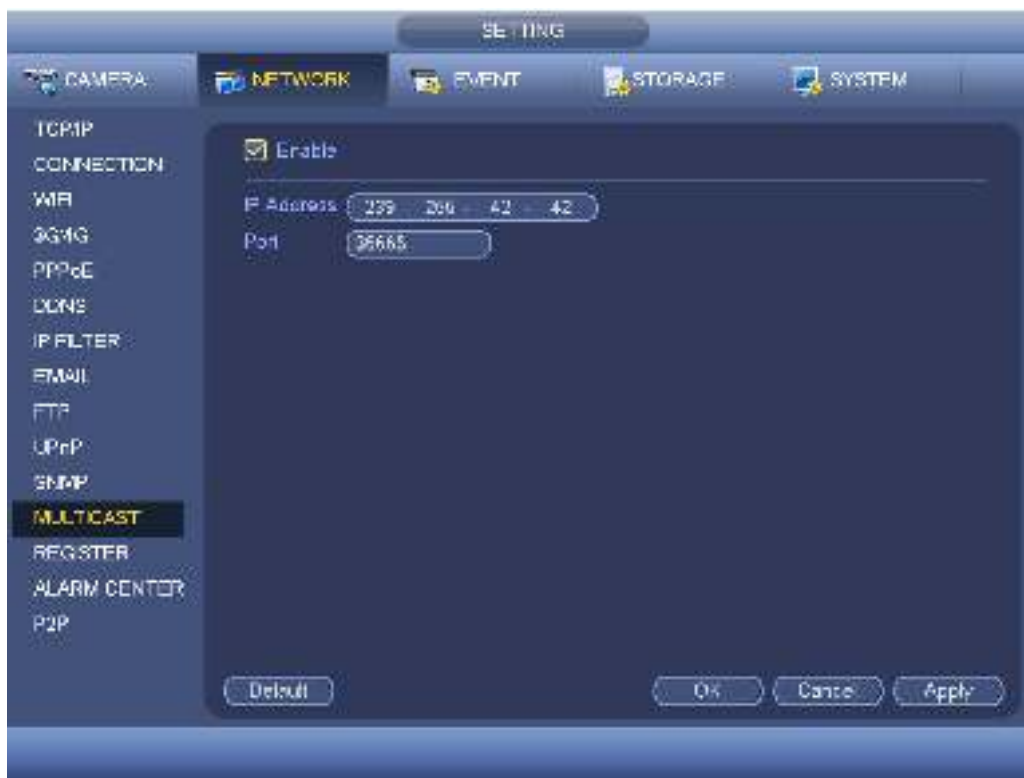 SETTING
CAMERA NETWORK EVENT STORAGE SYSTEM
TCP/IP
CONNECTION
WIFI
3G/4G
PPPoE
DDNS
IP FILTER
EMAIL
FTP
UPnP
SNMP
MULTICAST
REGISTER
ALARM CENTER
P2P
Enable
IP Address 239 . . 42 . 42
Port
Default OK Cancel Apply